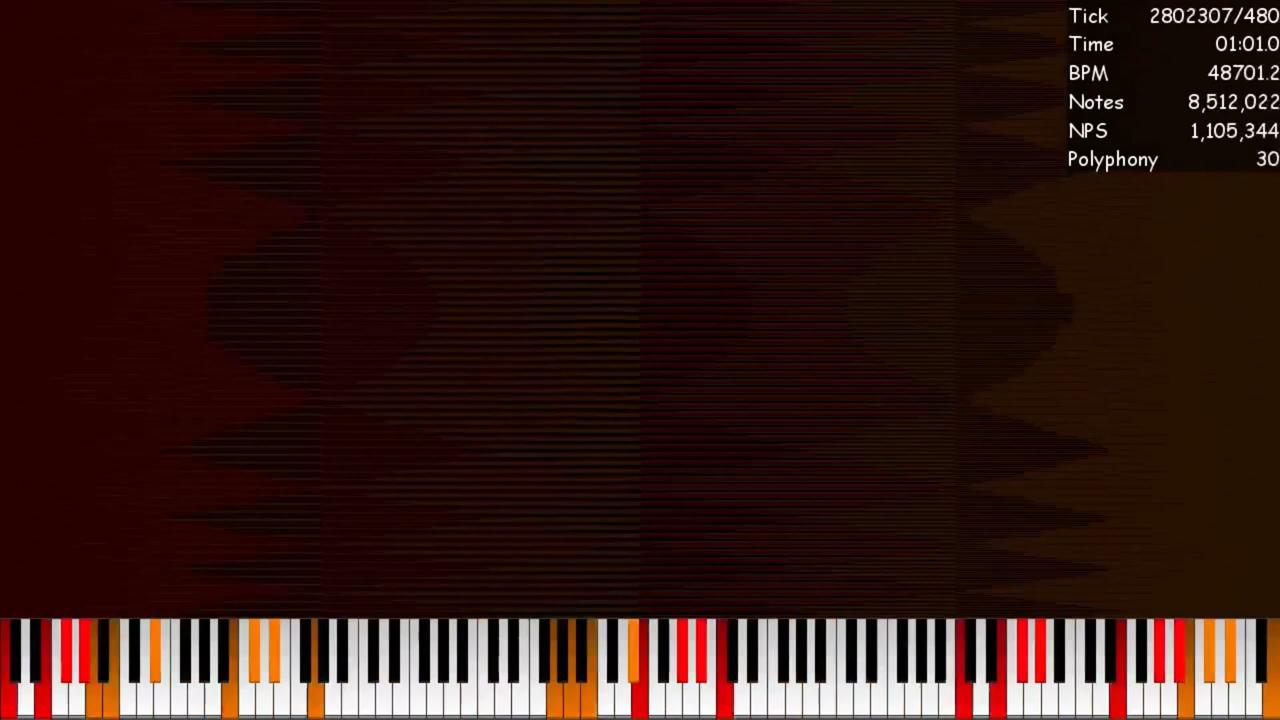 Tick 2802307/480
Time 01:01.0
BPM 48701.2
Notes 8,512,022
NPS 1,105,344
Polyphony 30